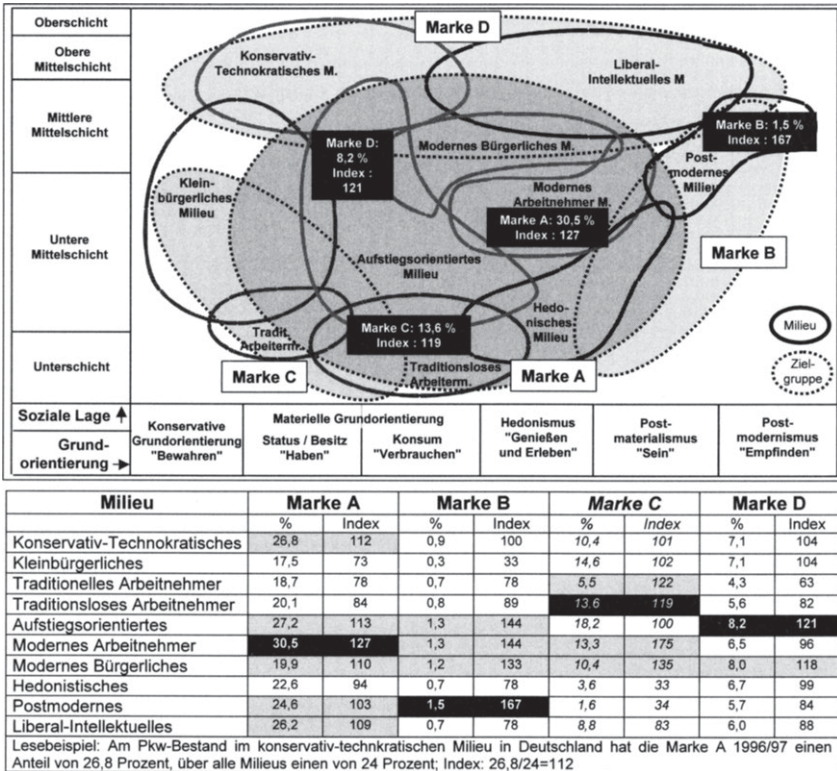 Oberschicht
Obere
Mittelschicht
Mittlere
Mittelschicht
Untere
Mittelschicht
Unterschicht
Marke D
Konservativ-
Technokratisches M.
Liberal-
Intellektuelles M
Marke D:
8,2 %
Index :
121
Modernes Bürgerliches M.
Marke B: 1,5 %
Index : 167
Post-
modernes
Milieu
Klein-
bürgerliches
Milieu
Modernes
Arbeitnehmer M.
Marke A: 30,5 %
Index : 127
Marke B
Aufstiegsorientiertes
Milieu
Hedo-
nisches
Milieu
Marke C: 13,6 %
Index : 119
Tradit.
Arbeiterm.
Traditionsloses
Arbeiterm.
Marke C
Marke A
Milieu
Ziel-
gruppe
Soziale Lage ↑
Grund-
orientierung →
Konservative
Grundorientierung
"Bewahren"
Materielle Grundorientierung
Status / Besitz
"Haben"
Konsum
"Verbrauchen"
Hedonismus
"Genießen
und Erleben"
Post-
materialismus
"Sein"
Post-
modernismus
"Empfinden"
Milieu Marke A Marke B Marke C Marke D
% Index % Index % Index % Index
Konservativ-Technokratisches 26,8 112 0,9 100 10,4 101 7,1 104
Kleinbürgerliches 17,5 73 0,3 33 14,6 102 7,1 104
Traditionelles Arbeitnehmer 18,7 78 0,7 78 5,5 122 4,3 63
Traditionsloses Arbeitnehmer 20,1 84 0,8 89 13,6 119 5,6 82
Aufstiegsorientiertes 27,2 113 1,3 144 18,2 100 8,2 121
Modernes Arbeitnehmer 30,5 127 1,3 144 13,3 175 6,5 96
Modernes Bürgerliches 19,9 110 1,2 133 10,4 135 8,0 118
Hedonistisches 22,6 94 0,7 78 3,6 33 6,7 99
Postmodernes 24,6 103 1,5 167 1,6 34 5,7 84
Liberal-Intellektuelles 26,2 109 0,7 78 8,8 83 6,0 88
Lesebeispiel: Am Pkw-Bestand im konservativ-technkratischen Milieu in Deutschland hat die Marke A 1996/97 einen
Anteil von 26,8 Prozent, über alle Milieus einen von 24 Prozent; Index: 26,8/24=112